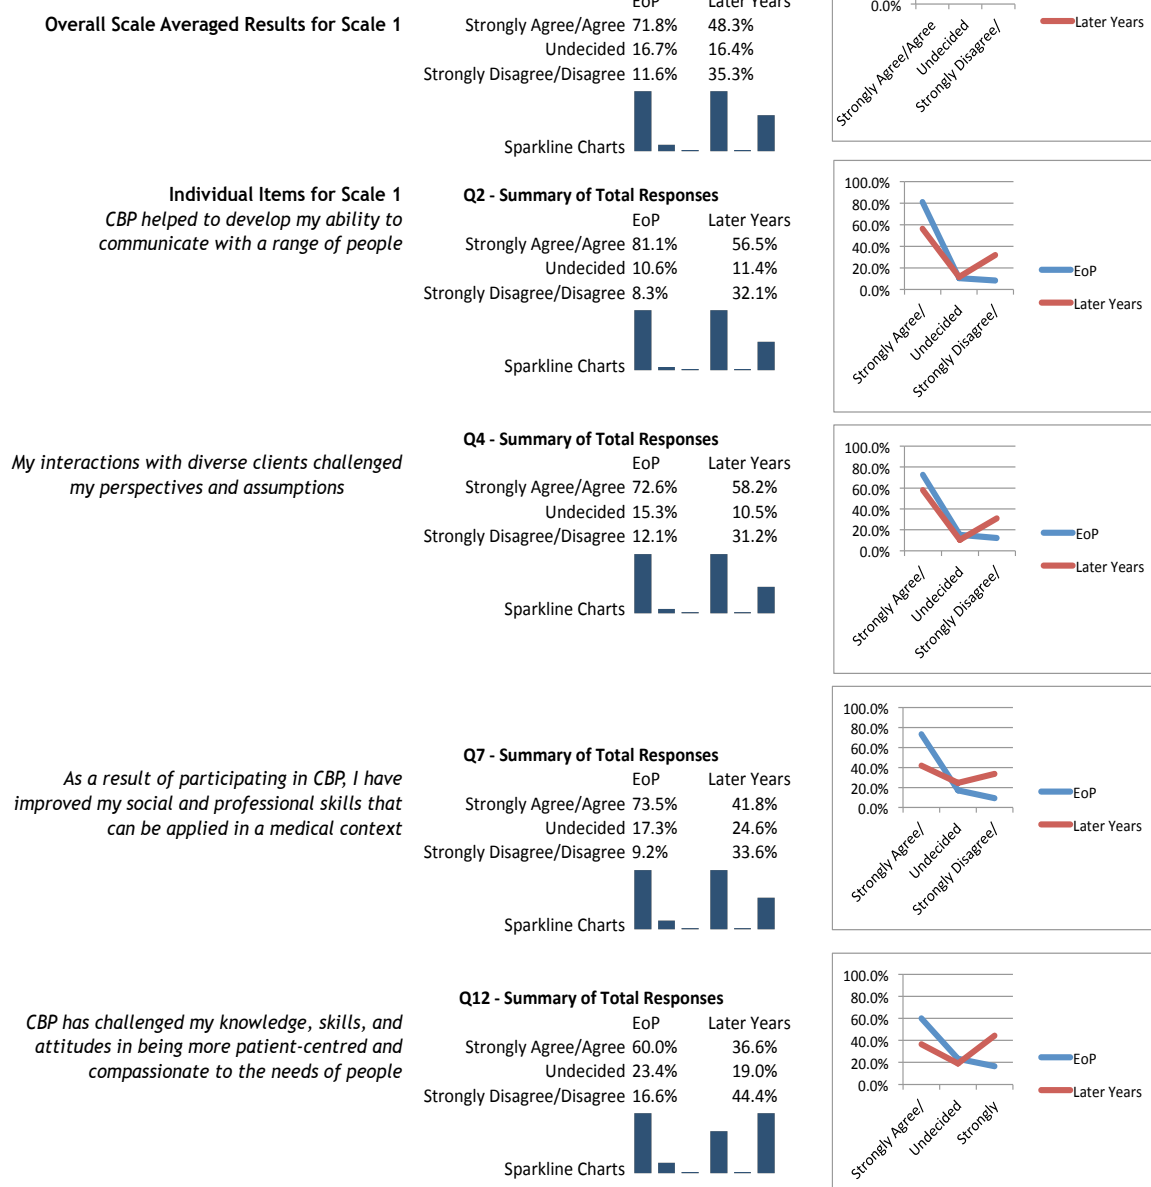 EoP Later Years
Overall Scale Averaged Results for Scale 1
Strongly Agree/Agree 71.8% 48.3%
Undecided 16.7% 16.4%
Strongly Disagree/Disagree 11.6% 35.3%
Sparkline Charts
0.0%
Strongly Agree/Agree
Undecided
Strongly Disagree/
Later Years
Individual Items for Scale 1
CBP helped to develop my ability to
communicate with a range of people
Q2 - Summary of Total Responses
EoP Later Years
Strongly Agree/Agree 81.1% 56.5%
Undecided 10.6% 11.4%
Strongly Disagree/Disagree 8.3% 32.1%
Sparkline Charts
100.0%
80.0%
60.0%
40.0%
20.0%
0.0%
Strongly Agree/
Undecided
Strongly Disagree/
EoP
Later Years
My interactions with diverse clients challenged
my perspectives and assumptions
Q4 - Summary of Total Responses
EoP Later Years
Strongly Agree/Agree 72.6% 58.2%
Undecided 15.3% 10.5%
Strongly Disagree/Disagree 12.1% 31.2%
Sparkline Charts
100.0%
80.0%
60.0%
40.0%
20.0%
0.0%
Strongly Agree/
Undecided
Strongly Disagree/
EoP
Later Years
As a result of participating in CBP, I have
improved my social and professional skills that
can be applied in a medical context
Q7 - Summary of Total Responses
EoP Later Years
Strongly Agree/Agree 73.5% 41.8%
Undecided 17.3% 24.6%
Strongly Disagree/Disagree 9.2% 33.6%
Sparkline Charts
100.0%
80.0%
60.0%
40.0%
20.0%
0.0%
Strongly Agree/
Undecided
Strongly Disagree/
EoP
Later Years
CBP has challenged my knowledge, skills, and
attitudes in being more patient-centred and
compassionate to the needs of people
Q12 - Summary of Total Responses
EoP Later Years
Strongly Agree/Agree 60.0% 36.6%
Undecided 23.4% 19.0%
Strongly Disagree/Disagree 16.6% 44.4%
Sparkline Charts
100.0%
80.0%
60.0%
40.0%
20.0%
0.0%
Strongly Agree/
Undecided
Strongly
EoP
Later Years